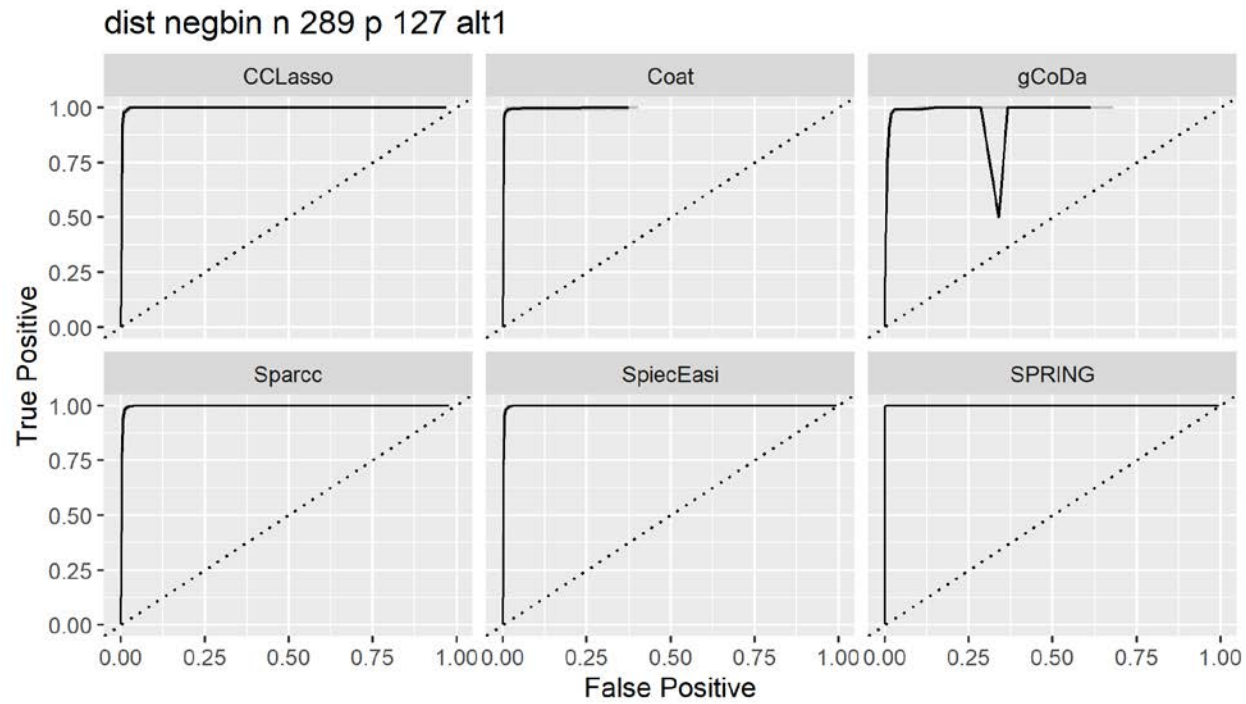 dist negbin n 289 p 127 alt1
CCLasso Coat gCoDa
1.00
0.75
0.50
0.25
0.00
Sparcc SpiecEasi SPRING
1.00
0.75
0.50
0.25
0.00
True Positive
0.00 0.25 0.50 0.75 1.00 0.00 0.25 0.50 0.75 1.00 0.00 0.25 0.50 0.75 1.00
False Positive